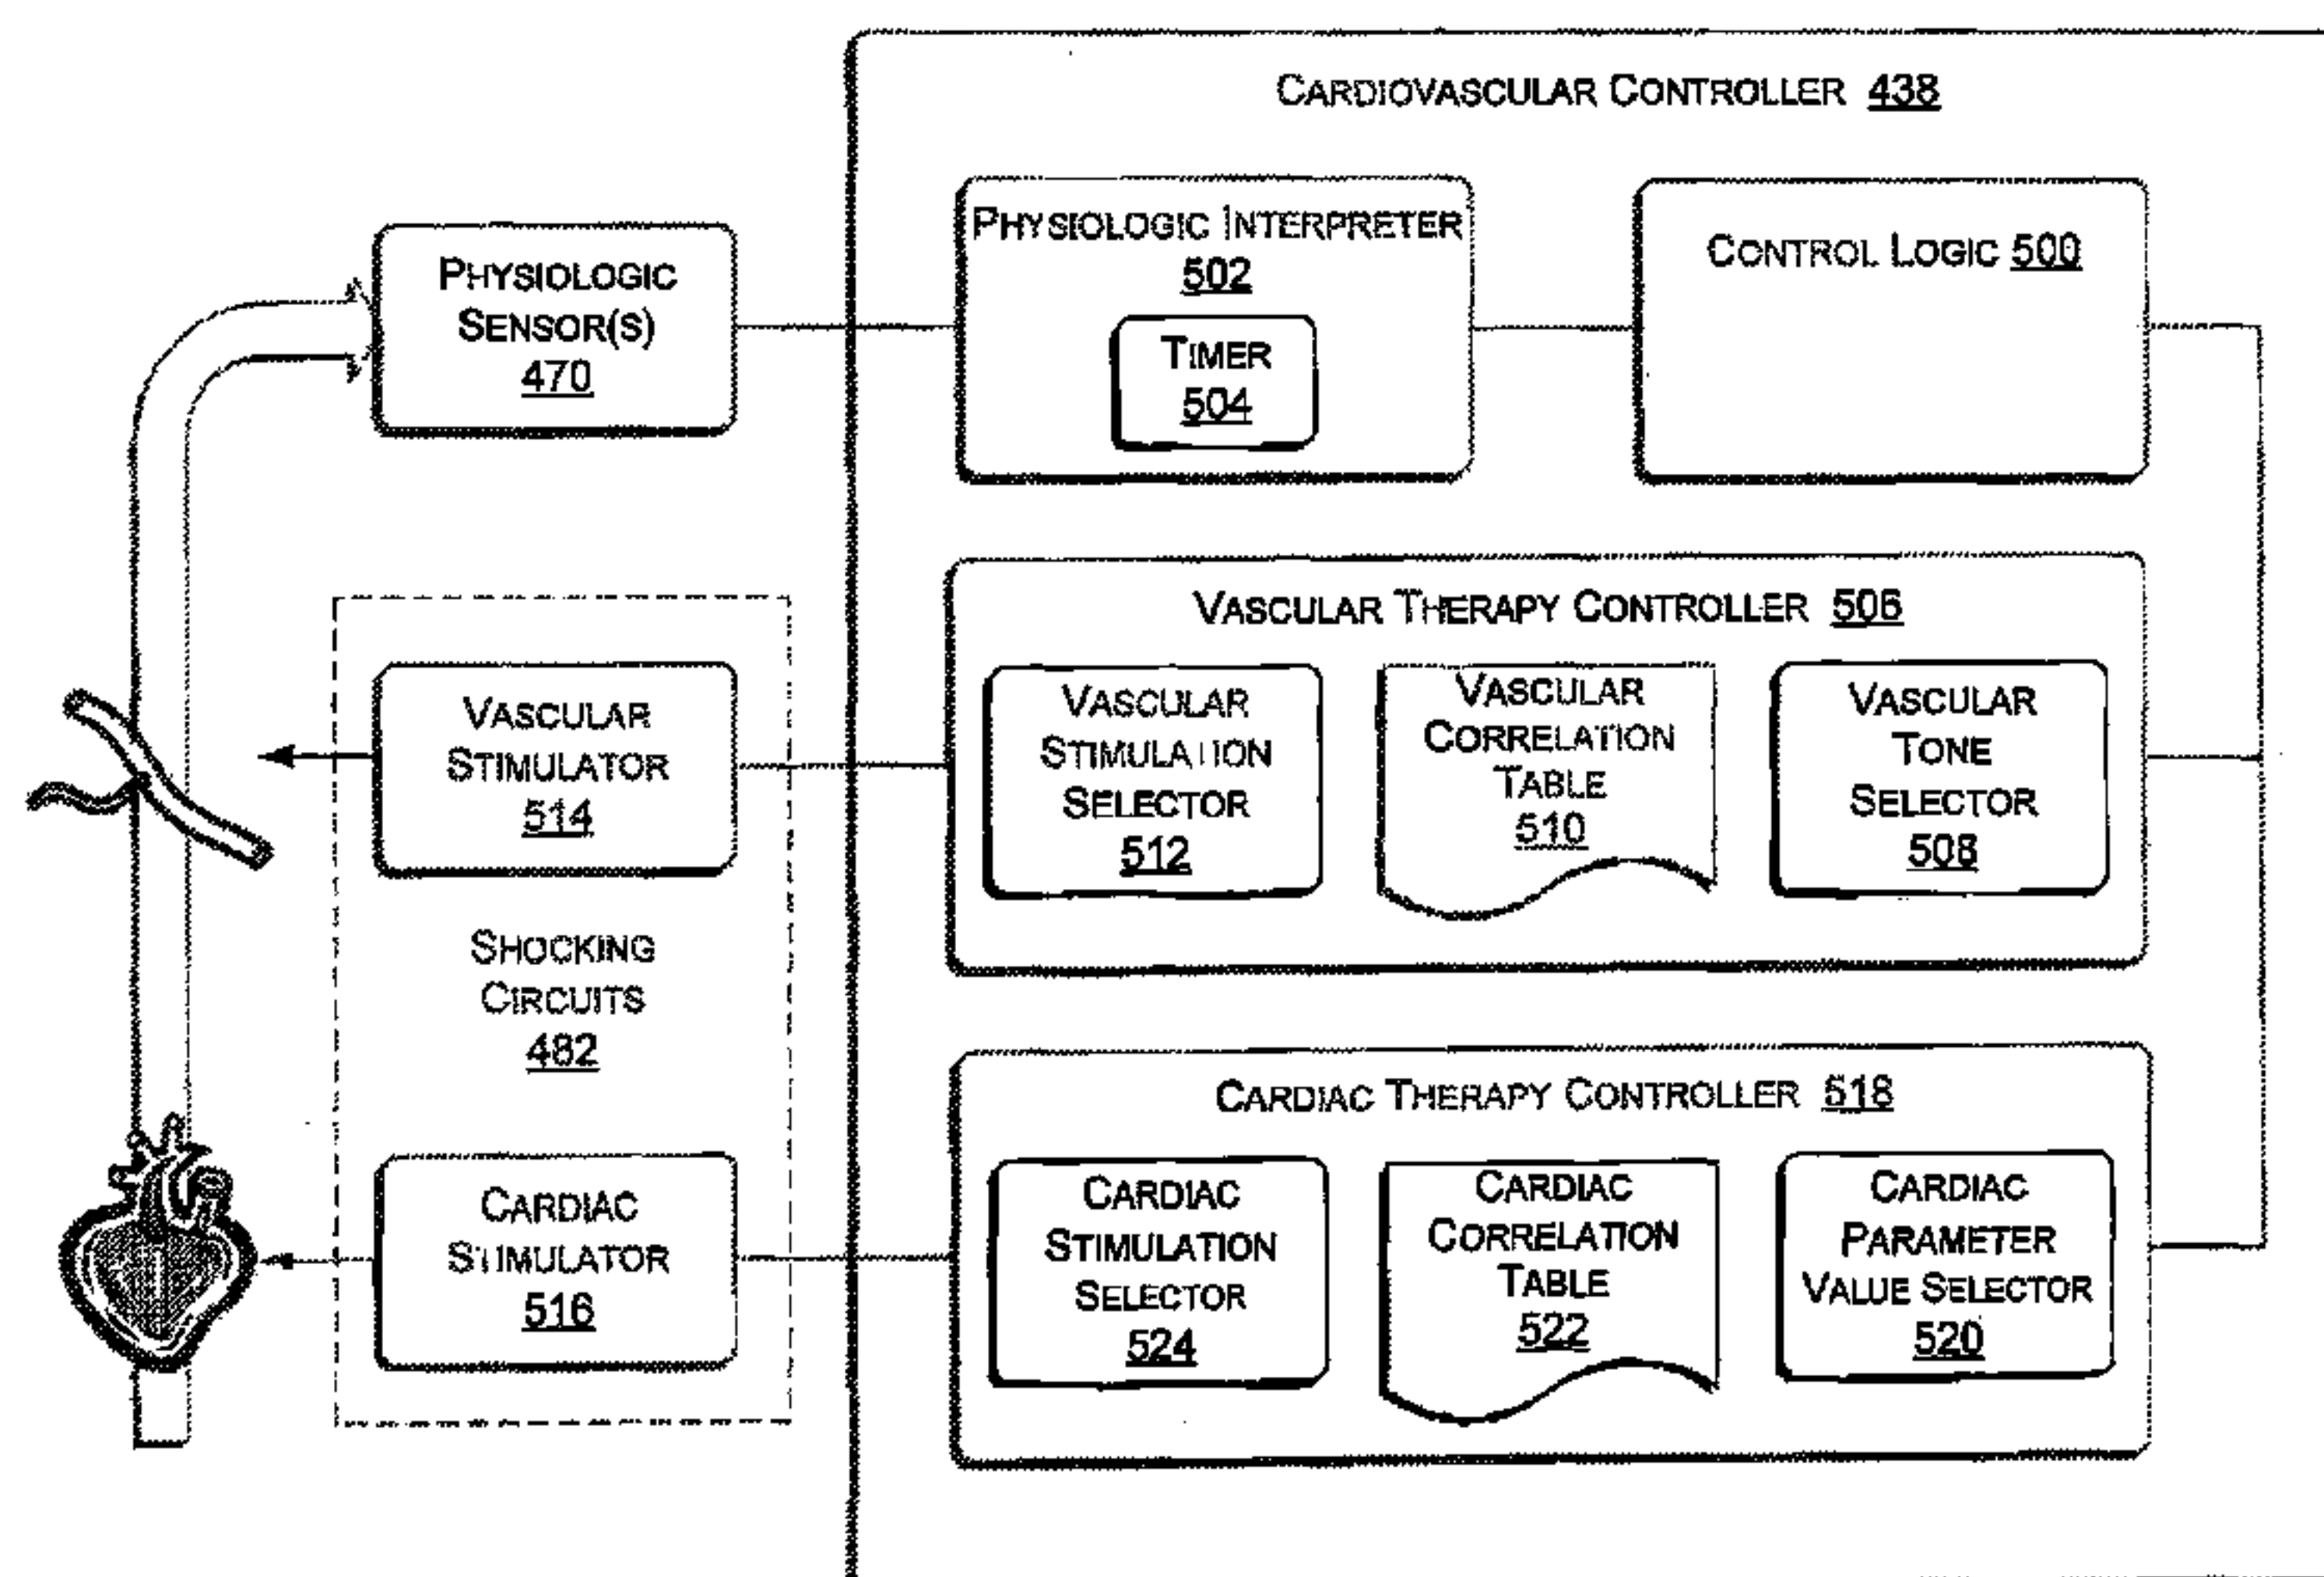 CARDIOVASCULAR CONTROLLER 438
PHYSIOLOGIC INTERPRETER
502
TIMER
504
CONTROL LOGIC 500
PHYSIOLOGIC
SENSOR(S)
470
VASCULAR THERAPY CONTROLLER 506
VASCULAR
STIMULATION
SELECTOR
512
VASCULAR
CORRELATION
TABLE
510
VASCULAR
TONE
SELECTOR
508
VASCULAR
STIMULATOR
514
SHOCKING
CIRCUITS
482
CARDIAC
STIMULATOR
516
CARDIAC THERAPY CONTROLLER 518
CARDIAC
STIMULATION
SELECTOR
524
CARDIAC
CORRELATION
TABLE
522
CARDIAC
PARAMETER
VALUE SELECTOR
520